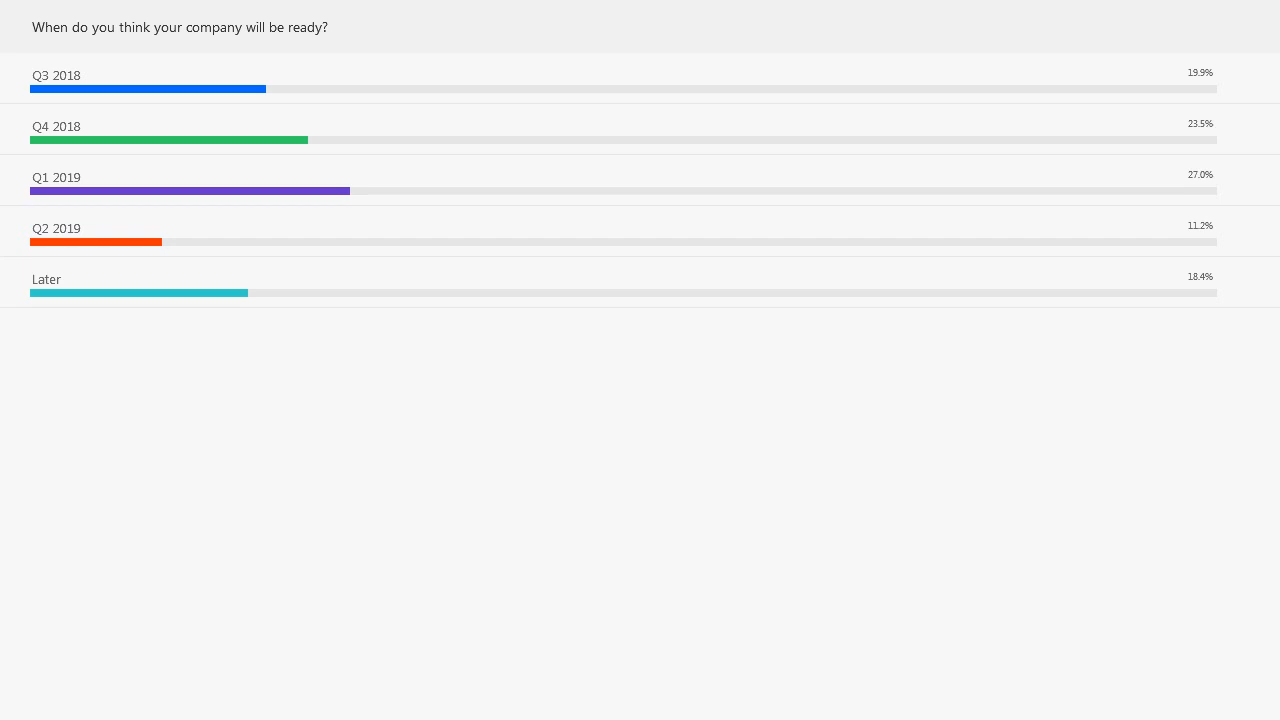 When do you think your company will be ready?
Q3 2018 19.9%
Q4 2018 23.5%
Q1 2019 27.0%
Q2 2019 11.2%
Later 18.4%